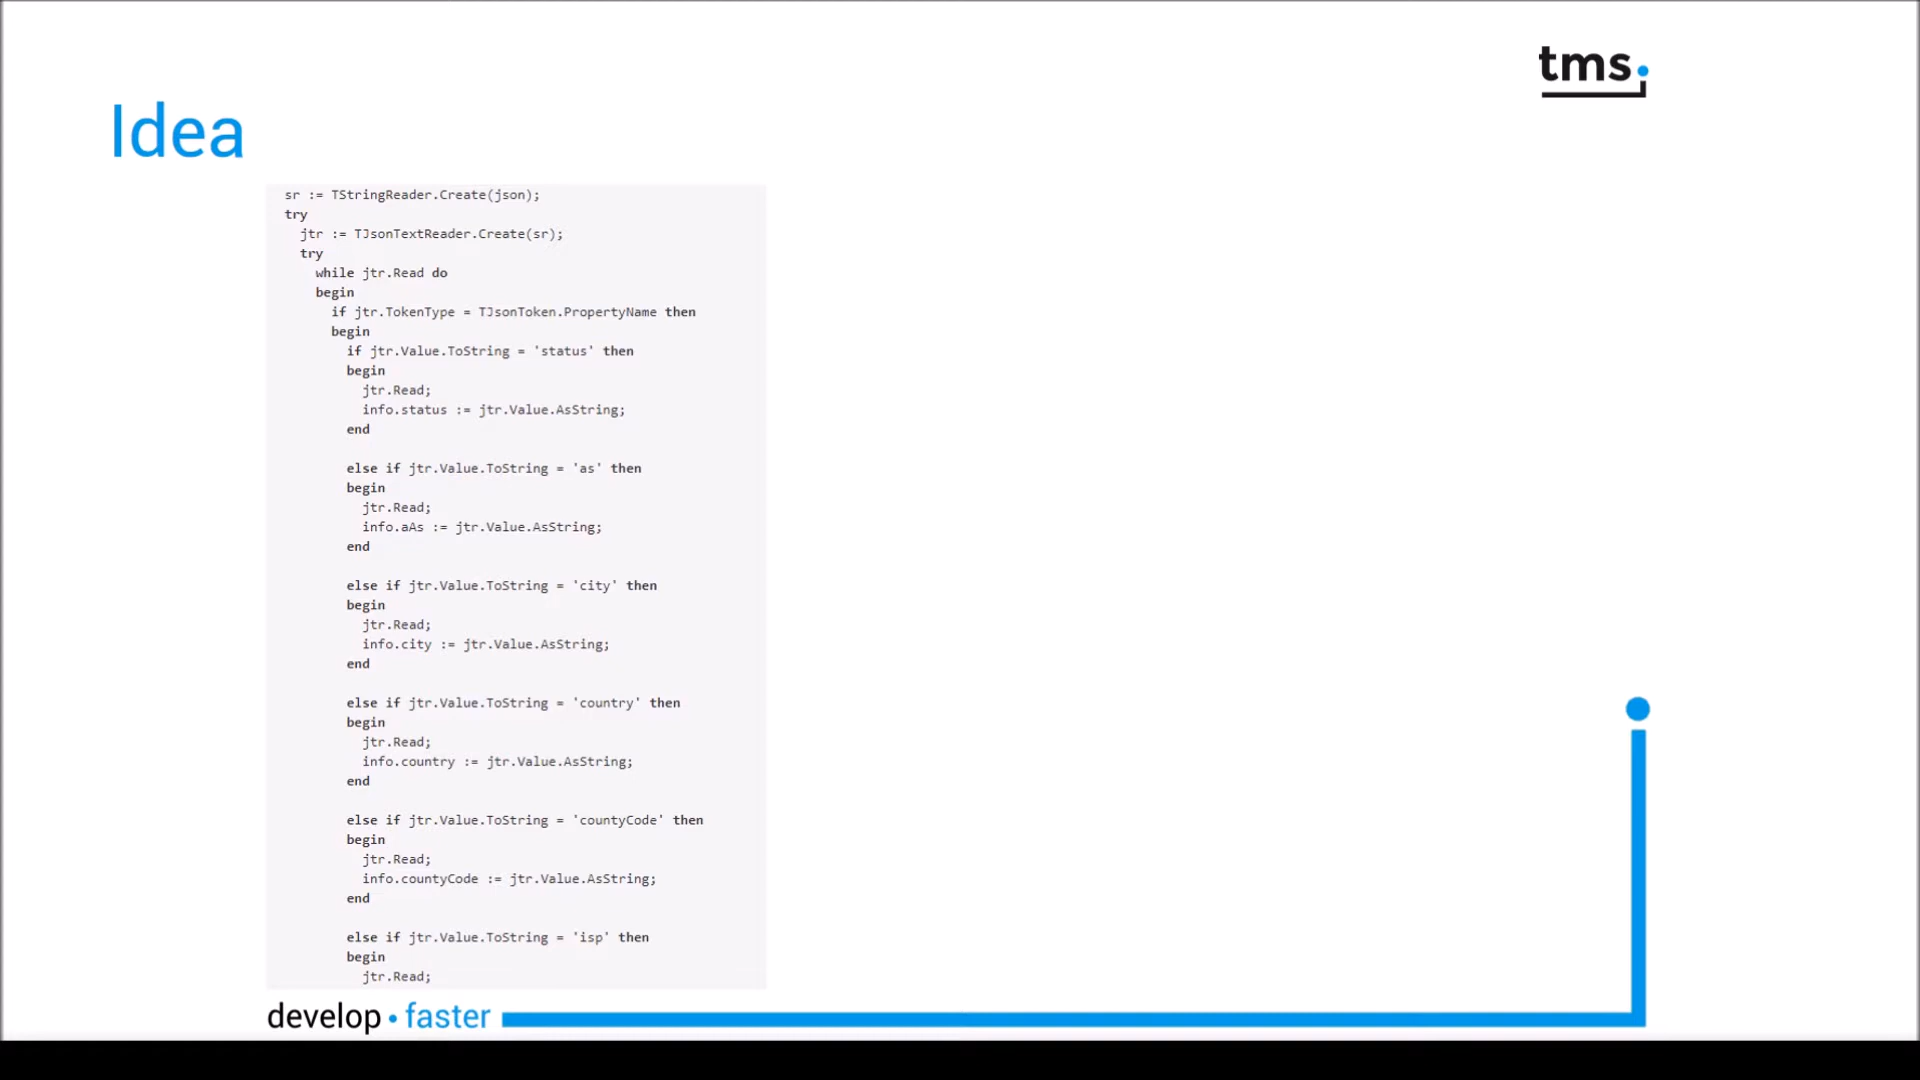 tms.
Idea
sr := TStringReader.Create(json);
try
jtr := TJsonTextReader.Create(sr);
try
while jtr.Read do
begin
if jtr.TokenType = TJsonToken.PropertyName then
begin
if jtr.Value.ToString = 'status' then
begin
jtr.Read;
info.status := jtr.Value.AsString;
end
else if jtr.Value.ToString = 'as' then
begin
jtr.Read;
info.aAs := jtr.Value.AsString;
end
else if jtr.Value.ToString = 'city' then
begin
jtr.Read;
info.city := jtr.Value.AsString;
end
else if jtr.Value.ToString = 'country' then
begin
jtr.Read;
info.country := jtr.Value.AsString;
end
else if jtr.Value.ToString = 'countyCode' then
begin
jtr.Read;
info.countyCode := jtr.Value.AsString;
end
else if jtr.Value.ToString = 'isp' then
begin
jtr.Read;
develop • faster